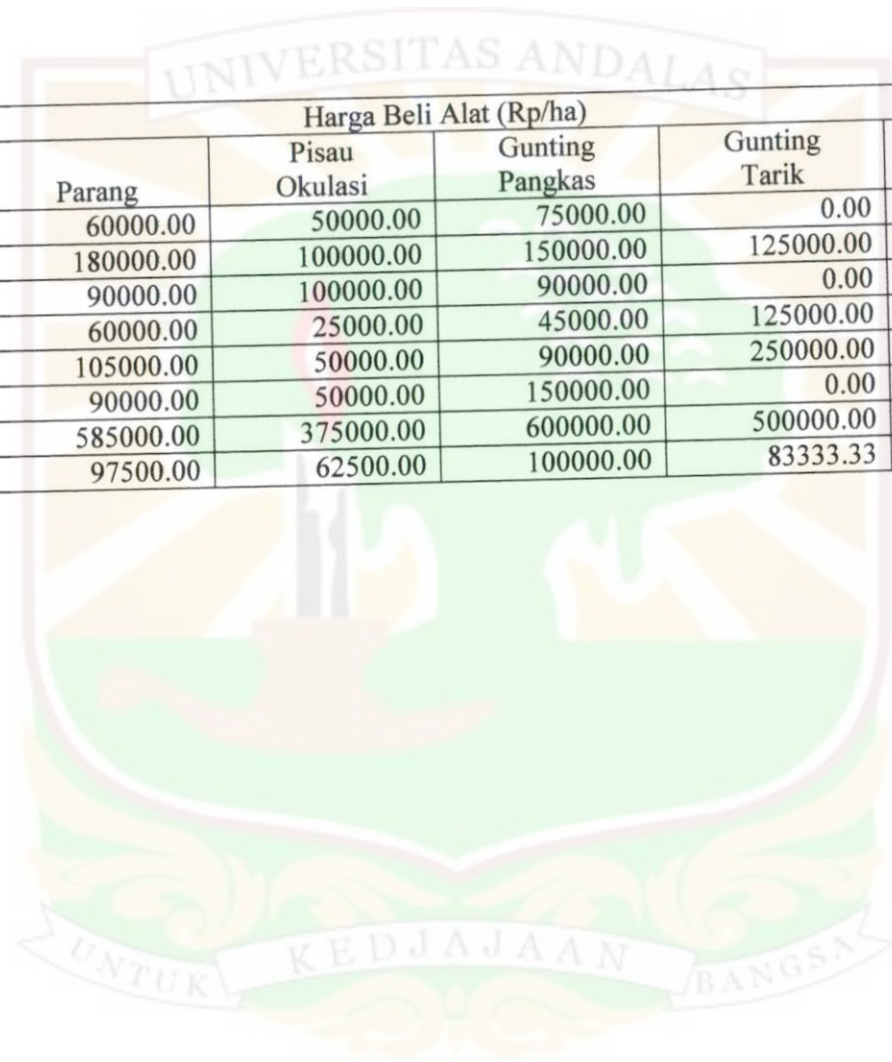 UNIVERSITAS ANDALAS
Harga Beli Alat (Rp/ha)
Parang Pisau Okulasi Gunting Pangkas Gunting Tarik
60000.00 50000.00 75000.00 0.00
180000.00 100000.00 150000.00 125000.00
90000.00 100000.00 90000.00 0.00
60000.00 25000.00 45000.00 125000.00
105000.00 50000.00 90000.00 250000.00
90000.00 50000.00 150000.00 0.00
585000.00 375000.00 600000.00 500000.00
97500.00 62500.00 100000.00 83333.33
UNTUK KEDJAJAAN BANGSA